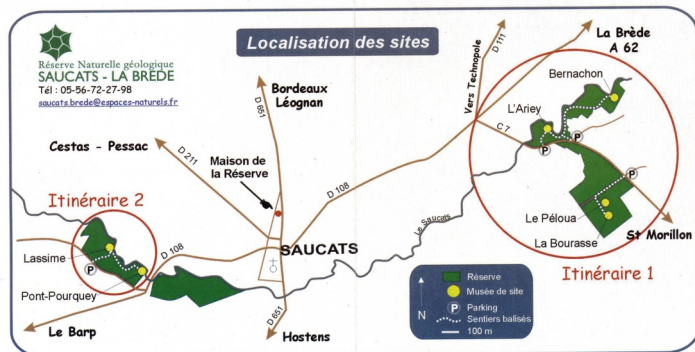 Réserve Naturelle géologique
SAUCATS - LA BREDE
Tél : 05-56-72-27-98
saucats.brede@espaces-naturels.fr
Localisation des sites
La Brède
A 62
D 111
Vers Technopole
Bernachon
L'Ariey
C 7
P
P
P
Le Péloua
La Bourasse
St Morillon
Itinéraire 1
Bordeaux
Léognan
D 651
Cestas - Pessac
D 211
Maison de
la Réserve
D 108
Le Saucats
SAUCATS
Itinéraire 2
Lassime
P
D 108
Pont-Pourquey
Le Barp
D 651
Hostens
N
Réserve
Musée de site
P Parking
Sentiers balisés
100 m